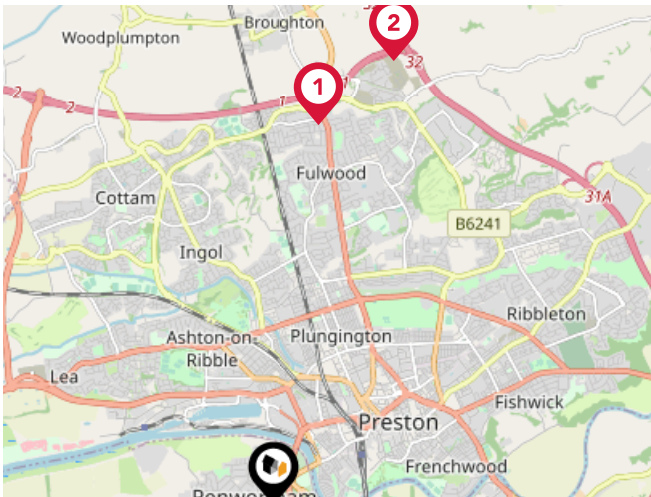 Broughton
2
Woodplumpton
32
1
1
2
2
1
Fulwood
31A
Cottam
B6241
Ingol
Ribbleton
Plungington
Ashton-on-
Ribble
Lea
Fishwick
Preston
Frenchwood